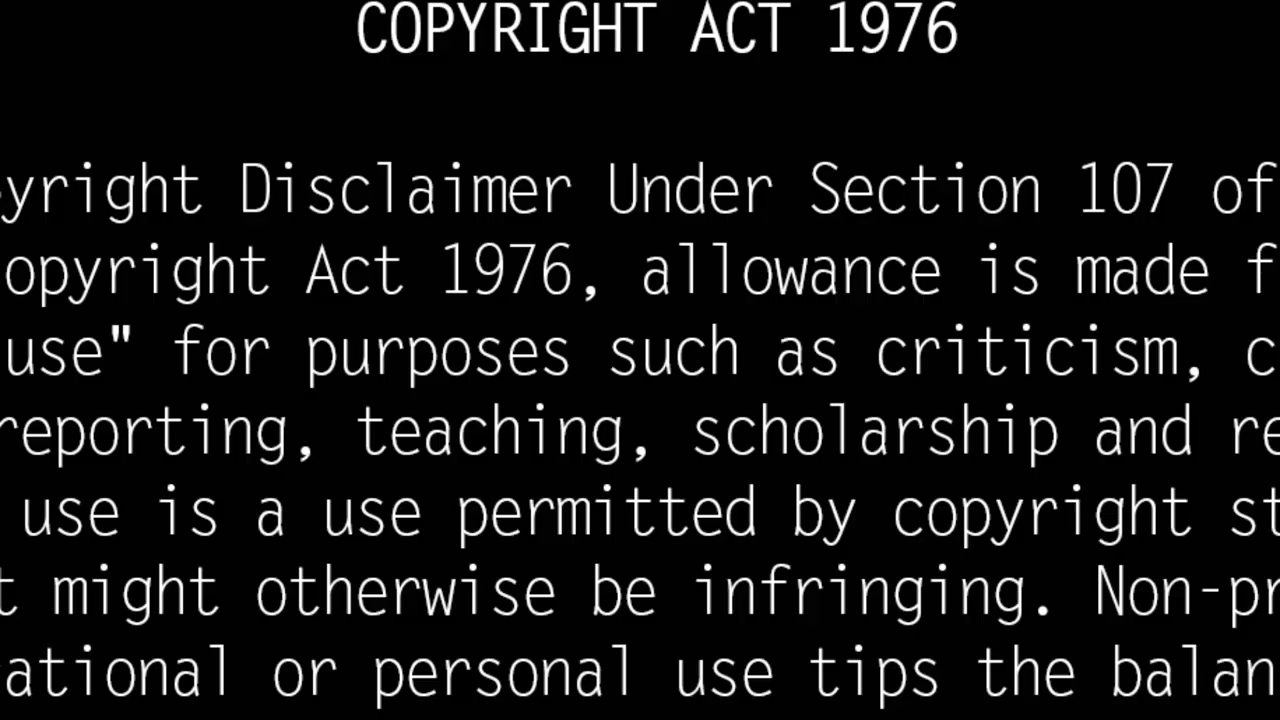 COPYRIGHT ACT 1976
yright Disclaimer Under Section 107 of
opyright Act 1976, allowance is made f
use" for purposes such as criticism, c
reporting, teaching, scholarship and re
use is a use permitted by copyright st
t might otherwise be infringing. Non-pr
ational or personal use tips the balan